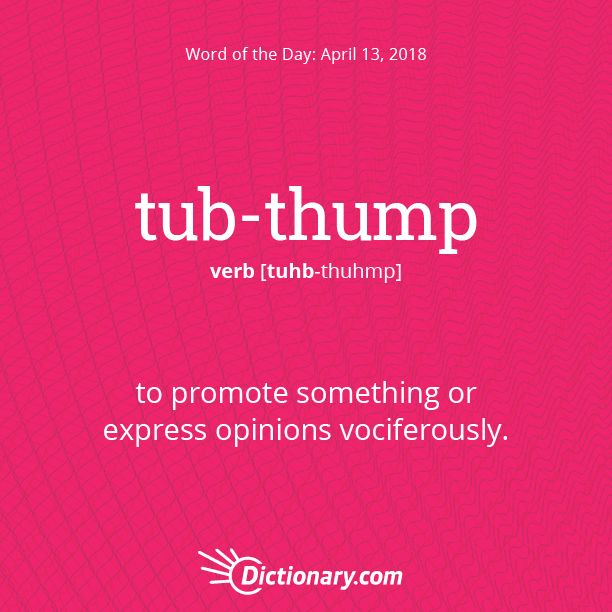 Word of the Day: April 13, 2018
tub-thump
verb [tuhb-thuhmp]
to promote something or
express opinions vociferously.
Dictionary.com